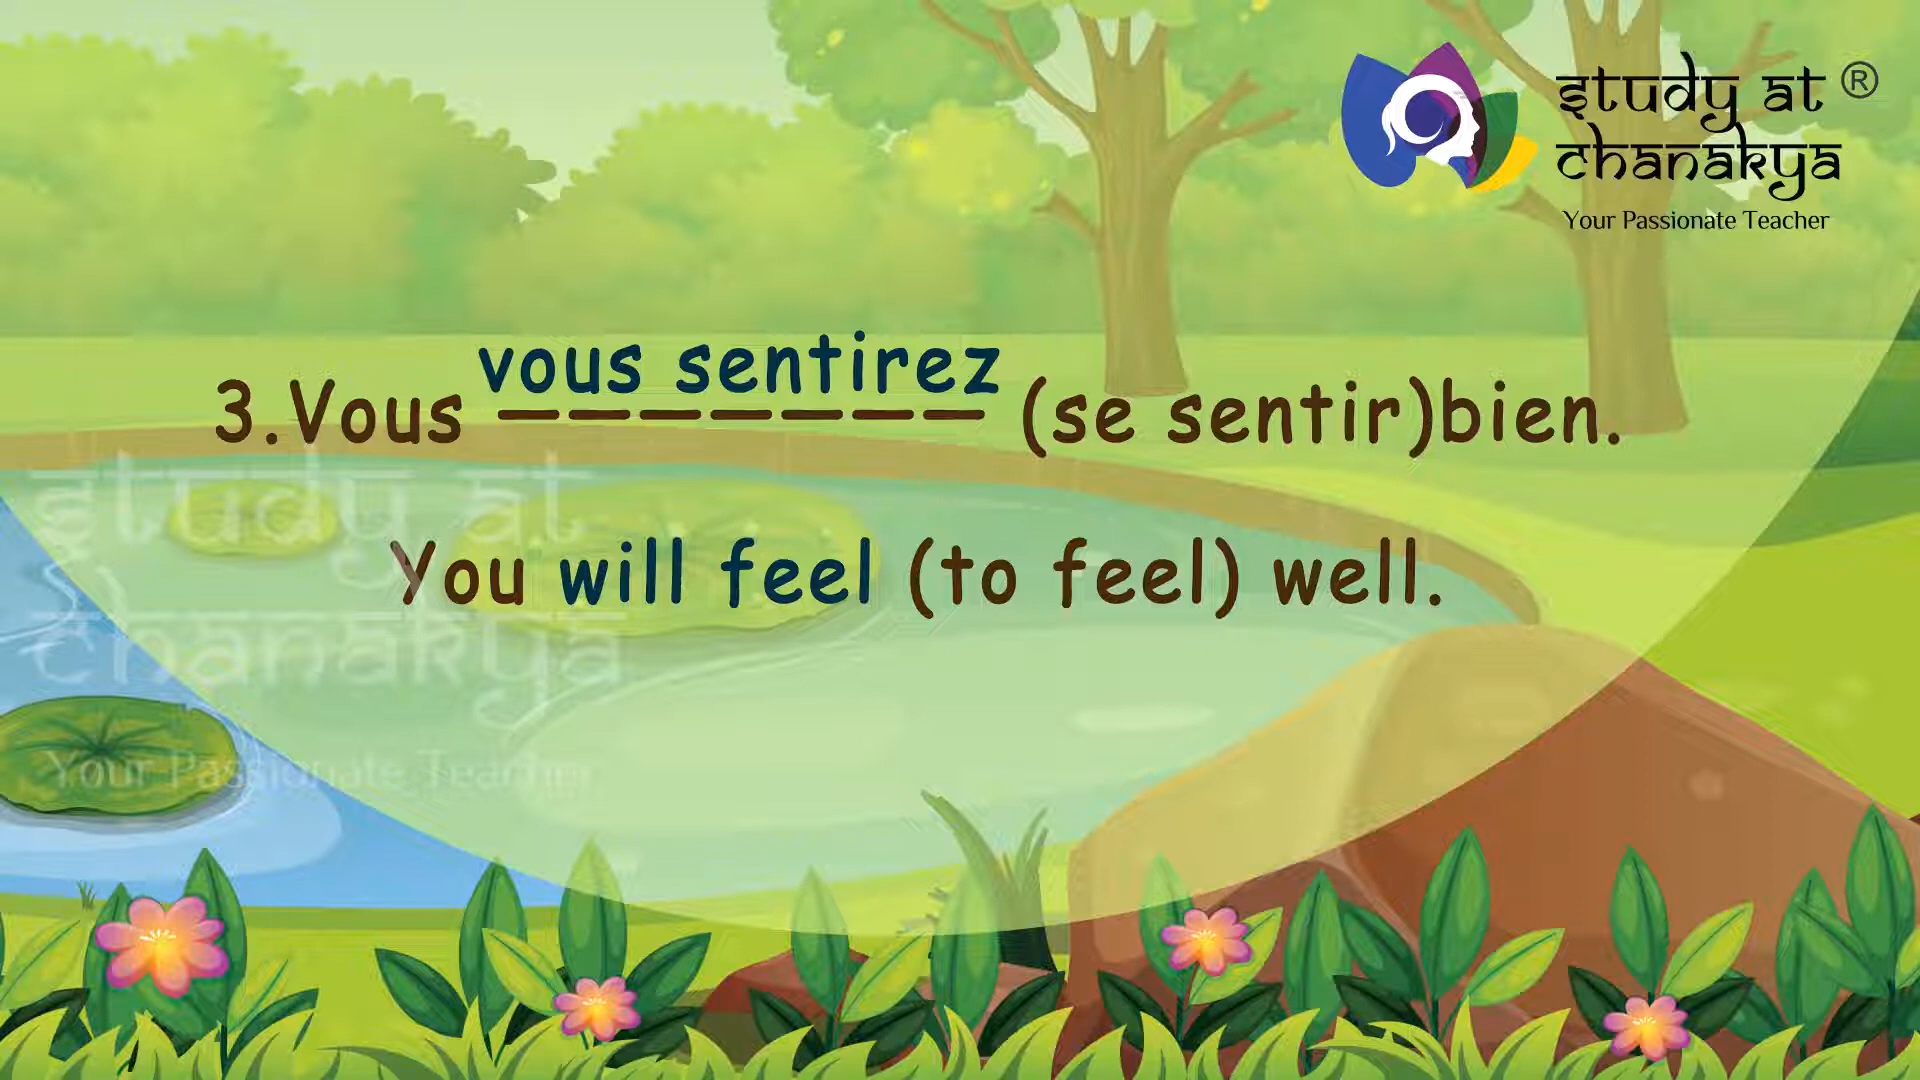 study at ®
chanakya
Your Passionate Teacher
vous sentirez
3.Vous _______ (se sentir)bien.
You will feel (to feel) well.
study at
chanakya
Your Passionate Teacher